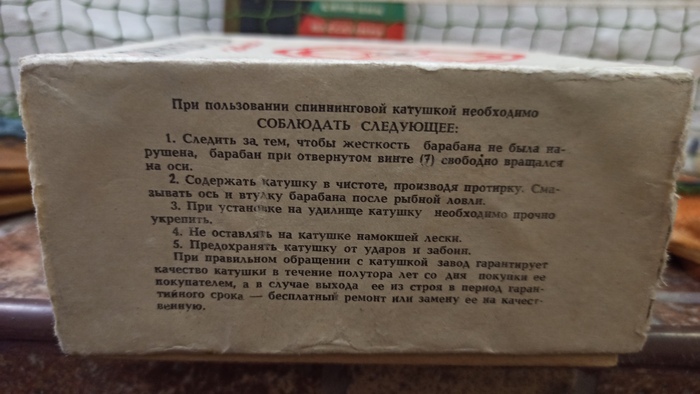 При пользовании спиннинговой катушкой необходимо
СОБЛЮДАТЬ СЛЕДУЮЩЕЕ:
1. Следить за тем, чтобы жесткость барабана не была на-
рушена, барабан при отвернутом винте (7) свободно вращался
на оси.
2. Содержать катушку в чистоте, производя протирку. Сма-
зывать ось и втулку барабана после рыбной ловли.
3. При установке на удилище катушку необходимо прочно
укрепить.
4. Не оставлять на катушке намокшей лески.
5. Предохранять катушку от ударов и забоин.
При правильном обращении с катушкой завод гарантирует
качество катушки в течение полутора лет со дня покупки ее
покупателем, а в случае выхода ее из строя в период гаран-
тийного срока — бесплатный ремонт или замену ее на качест-
венную.